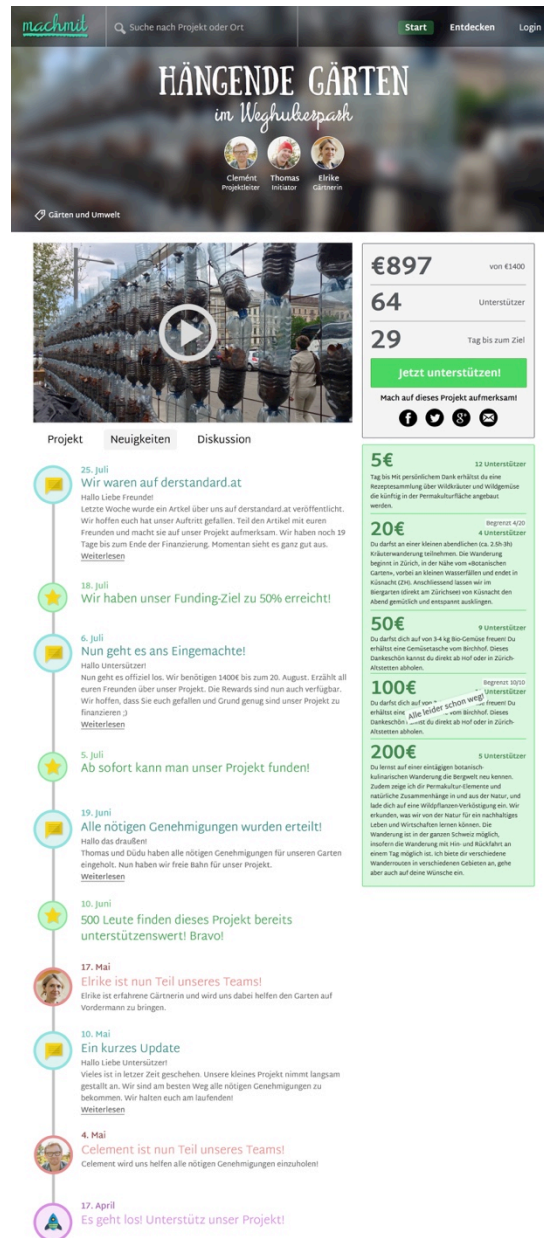 machmit
Suche nach Projekt oder Ort
Start
Entdecken
Login
HÄNGENDE GÄRTEN
im Weghuberpark
Clemént
Projektleiter
Thomas
Initiator
Elrike
Gärtnerin
Gärten und Umwelt
Projekt
Neuigkeiten
Diskussion
25. Juli
Wir waren auf derstandard.at
Hallo Liebe Freunde!
Letzte Woche wurde ein Artkel über uns auf derstandard.at veröffentlicht.
Wir hoffen euch hat unser Auftritt gefallen. Teil den Artikel mit euren
Freunden und macht sie auf unser Projekt aufmerksam. Wir haben noch 19
Tage bis zum Ende der Finanzierung. Momentan sieht es ganz gut aus.
Weiterlesen
18. Juli
Wir haben unser Funding-Ziel zu 50% erreicht!
6. Juli
Nun geht es ans Eingemachte!
Hallo Untersützer!
Nun geht es offiziel los. Wir benötigen 1400€ bis zum 20. August. Erzählt all
euren Freunden über unser Projekt. Die Rewards sind nun auch verfügbar.
Wir hoffen, dass Sie euch gefallen und Grund genug sind unser Projekt zu
finanzieren ;)
Weiterlesen
5. Juli
Ab sofort kann man unser Projekt funden!
19. Juni
Alle nötigen Genehmigungen wurden erteilt!
Hallo das draußen!
Thomas und Düdu haben alle nötigen Genehmigungen für unseren Garten
eingeholt. Nun haben wir freie Bahn für unser Projekt.
Weiterlesen
10. Juni
500 Leute finden dieses Projekt bereits
unterstützenswert! Bravo!
17. Mai
Elrike ist nun Teil unseres Teams!
Elrike ist erfahrene Gärtnerin und wird uns dabei helfen den Garten auf
Vordermann zu bringen.
10. Mai
Ein kurzes Update
Hallo Liebe Untersützer!
Vieles ist in letzer Zeit geschehen. Unsere kleines Projekt nimmt langsam
gestallt an. Wir sind am besten Weg alle nötigen Genehmigungen zu
bekommen. Wir halten euch am laufenden!
Weiterlesen
4. Mai
Celement ist nun Teil unseres Teams!
Celement wird uns helfen alle nötigen Genehmigungen einzuholen!
17. April
Es geht los! Unterstütz unser Projekt!
€897
von €1400
64
Unterstützer
29
Tag bis zum Ziel
Jetzt unterstützen!
Mach auf dieses Projekt aufmerksam!
5€
12 Unterstützer
Tag bis Mit persönlichem Dank erhältst du eine
Rezeptesammlung über Wildkräuter und Wildgemüse
die künftig in der Permakulturfläche angebaut
werden.
Begrenzt 4/20
20€
4 Unterstützer
Du darfst an einer kleinen abendlichen (ca. 2.5h-3h)
Kräuterwanderung teilnehmen. Die Wanderung
beginnt in Zürich, in der Nähe vom «Botanischen
Garten», vorbei an kleinen Wasserfällen und endet in
Küsnacht (ZH). Anschliessend lassen wir im
Biergarten (direkt am Zürichsee) von Küsnacht den
Abend gemütlich und entspannt ausklingen.
50€
9 Unterstützer
Du darfst dich auf von 3-4 kg Bio-Gemüse freuen! Du
erhältst eine Gemüsetasche vom Birchhof. Dieses
Dankeschön kannst du direkt ab Hof oder in Zürich-
Altstetten abholen.
Begrenzt 10/10
100€
Unterstützer
Alle leider schon weg!
Du darfst dich auf von freuen! Du
erhältst eine vom Birchhof. Dieses
Dankeschön du direkt ab Hof oder in Zürich-
Altstetten abholen.
200€
5 Unterstützer
Du lernst auf einer eintägigen botanisch-
kulinarischen Wanderung die Bergwelt neu kennen.
Zudem zeige ich dir Permakultur-Elemente und
natürliche Zusammenhänge in und aus der Natur, und
lade dich auf eine Wildpflanzen-Verköstigung ein. Wir
erkunden, was wir von der Natur für ein nachhaltiges
Leben und Wirtschaften lernen können. Die
Wanderung ist in der ganzen Schweiz möglich,
insofern die Wanderung mit Hin- und Rückfahrt an
einem Tag möglich ist. Ich biete dir verschiedene
Wanderrouten in verschiedenen Gebieten an, gehe
aber auch auf deine Wünsche ein.